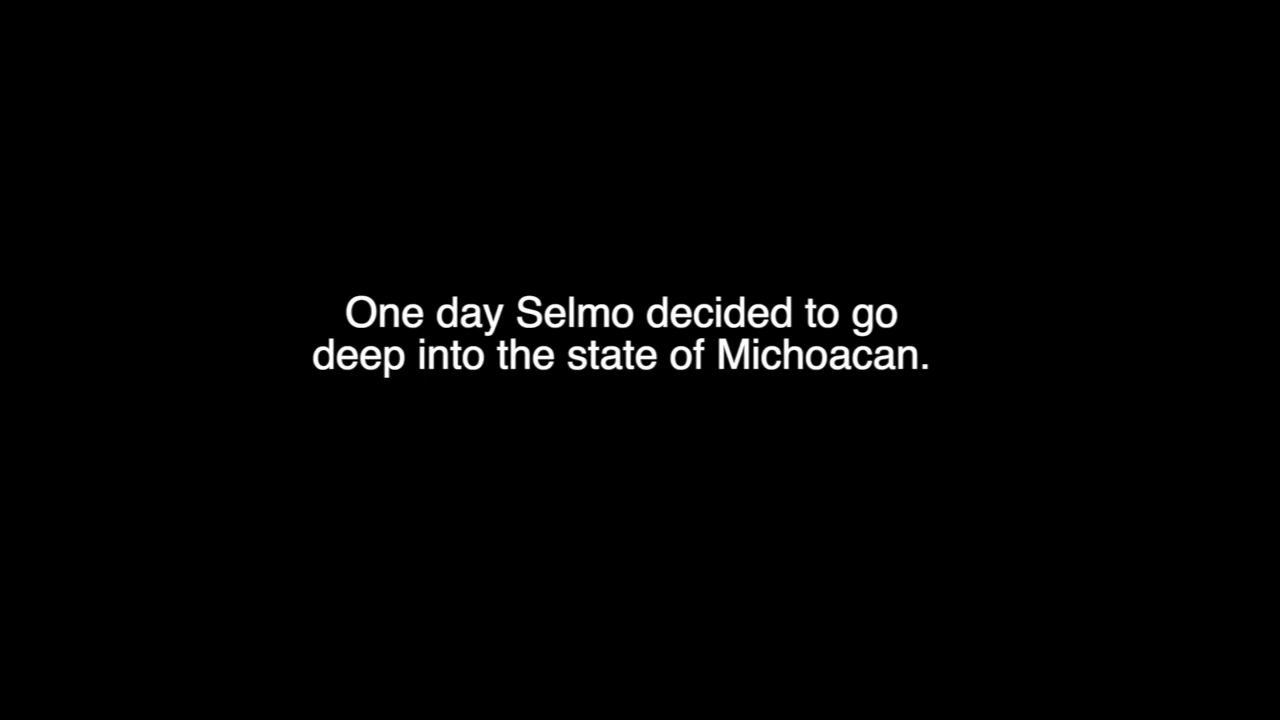 One day Selmo decided to go
deep into the state of Michoacan.